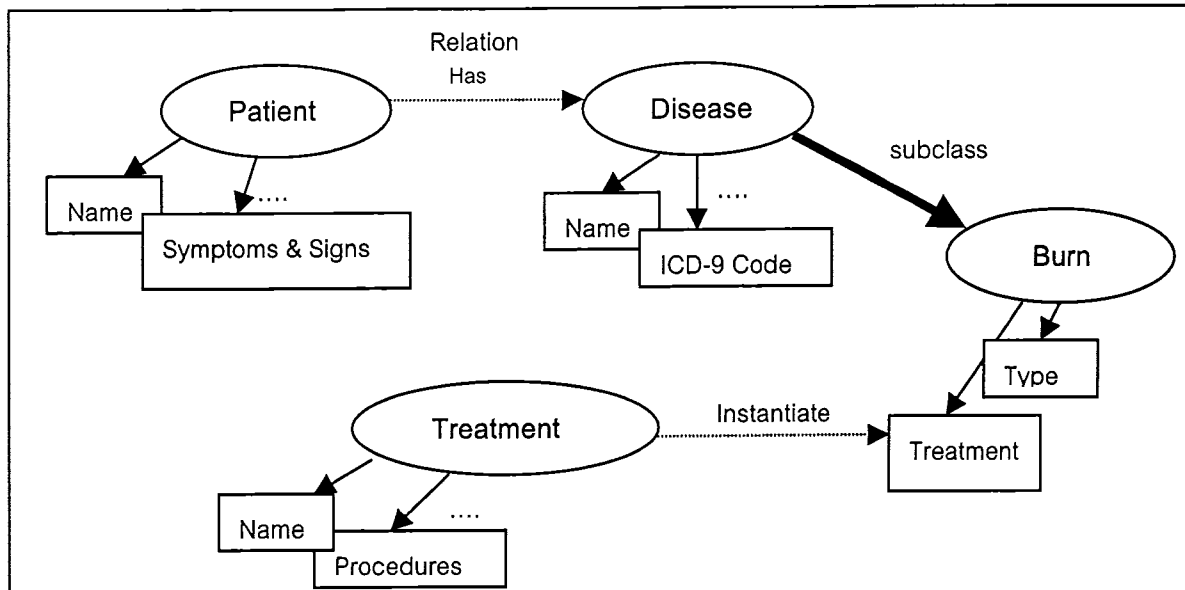 Relation
Has
Patient
Disease
subclass
Name
....
Symptoms & Signs
Name
....
ICD-9 Code
Burn
Type
Treatment
Instantiate
Treatment
Name
....
Procedures